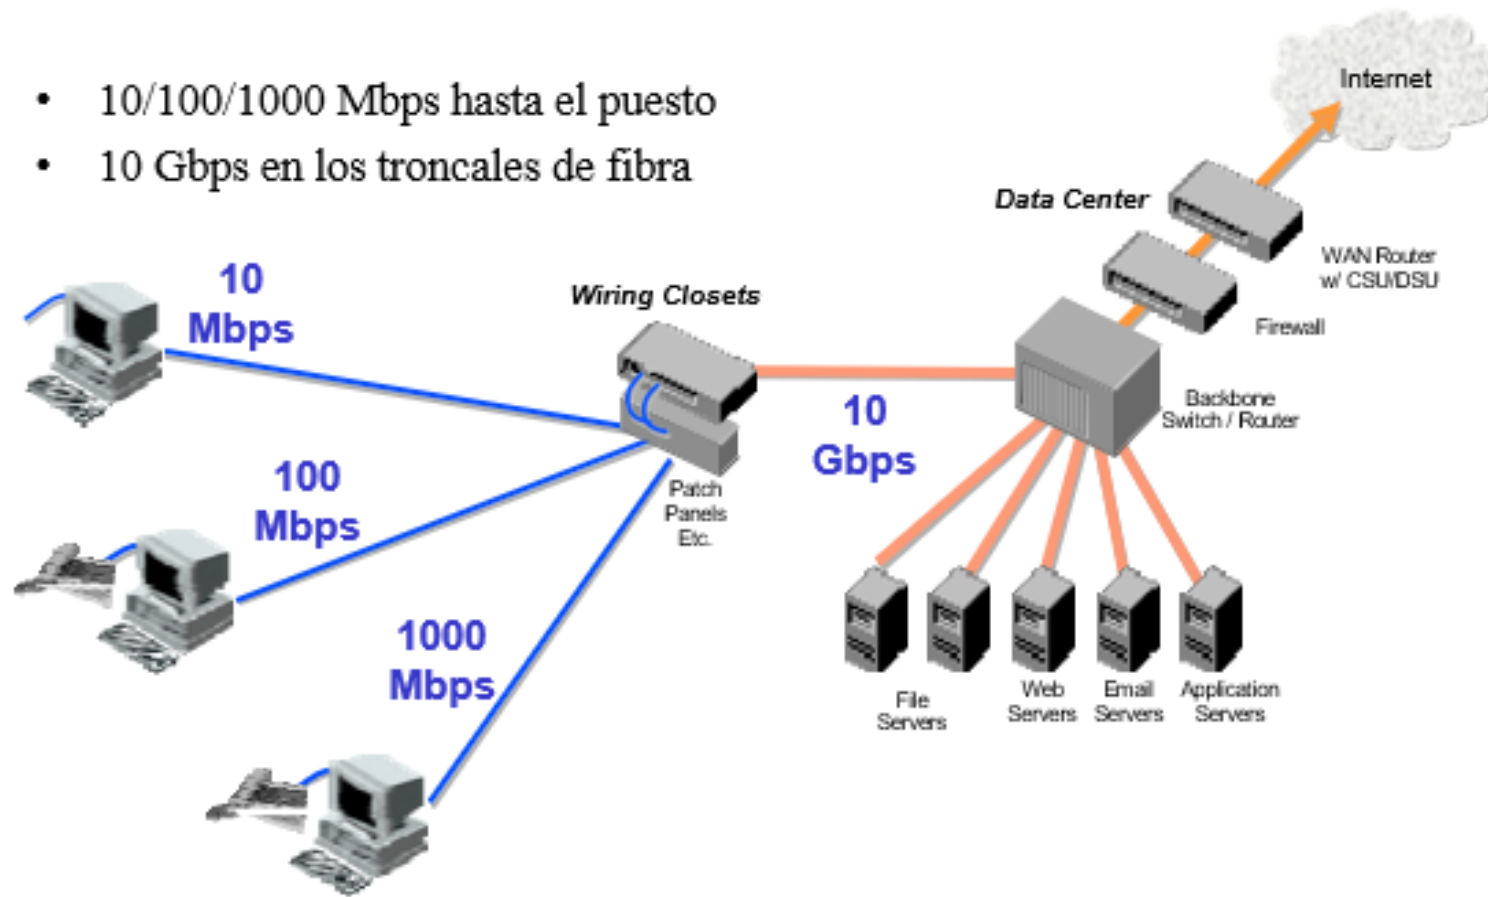 • 10/100/1000 Mbps hasta el puesto
• 10 Gbps en los troncales de fibra
Internet
Data Center
WAN Router
w/ CSU/DSU
Firewall
10
Mbps
Wiring Closets
10
Gbps
Backbone
Switch / Router
100
Mbps
Patch
Panels
Etc.
1000
Mbps
File
Servers
Web
Servers
Email
Servers
Application
Servers